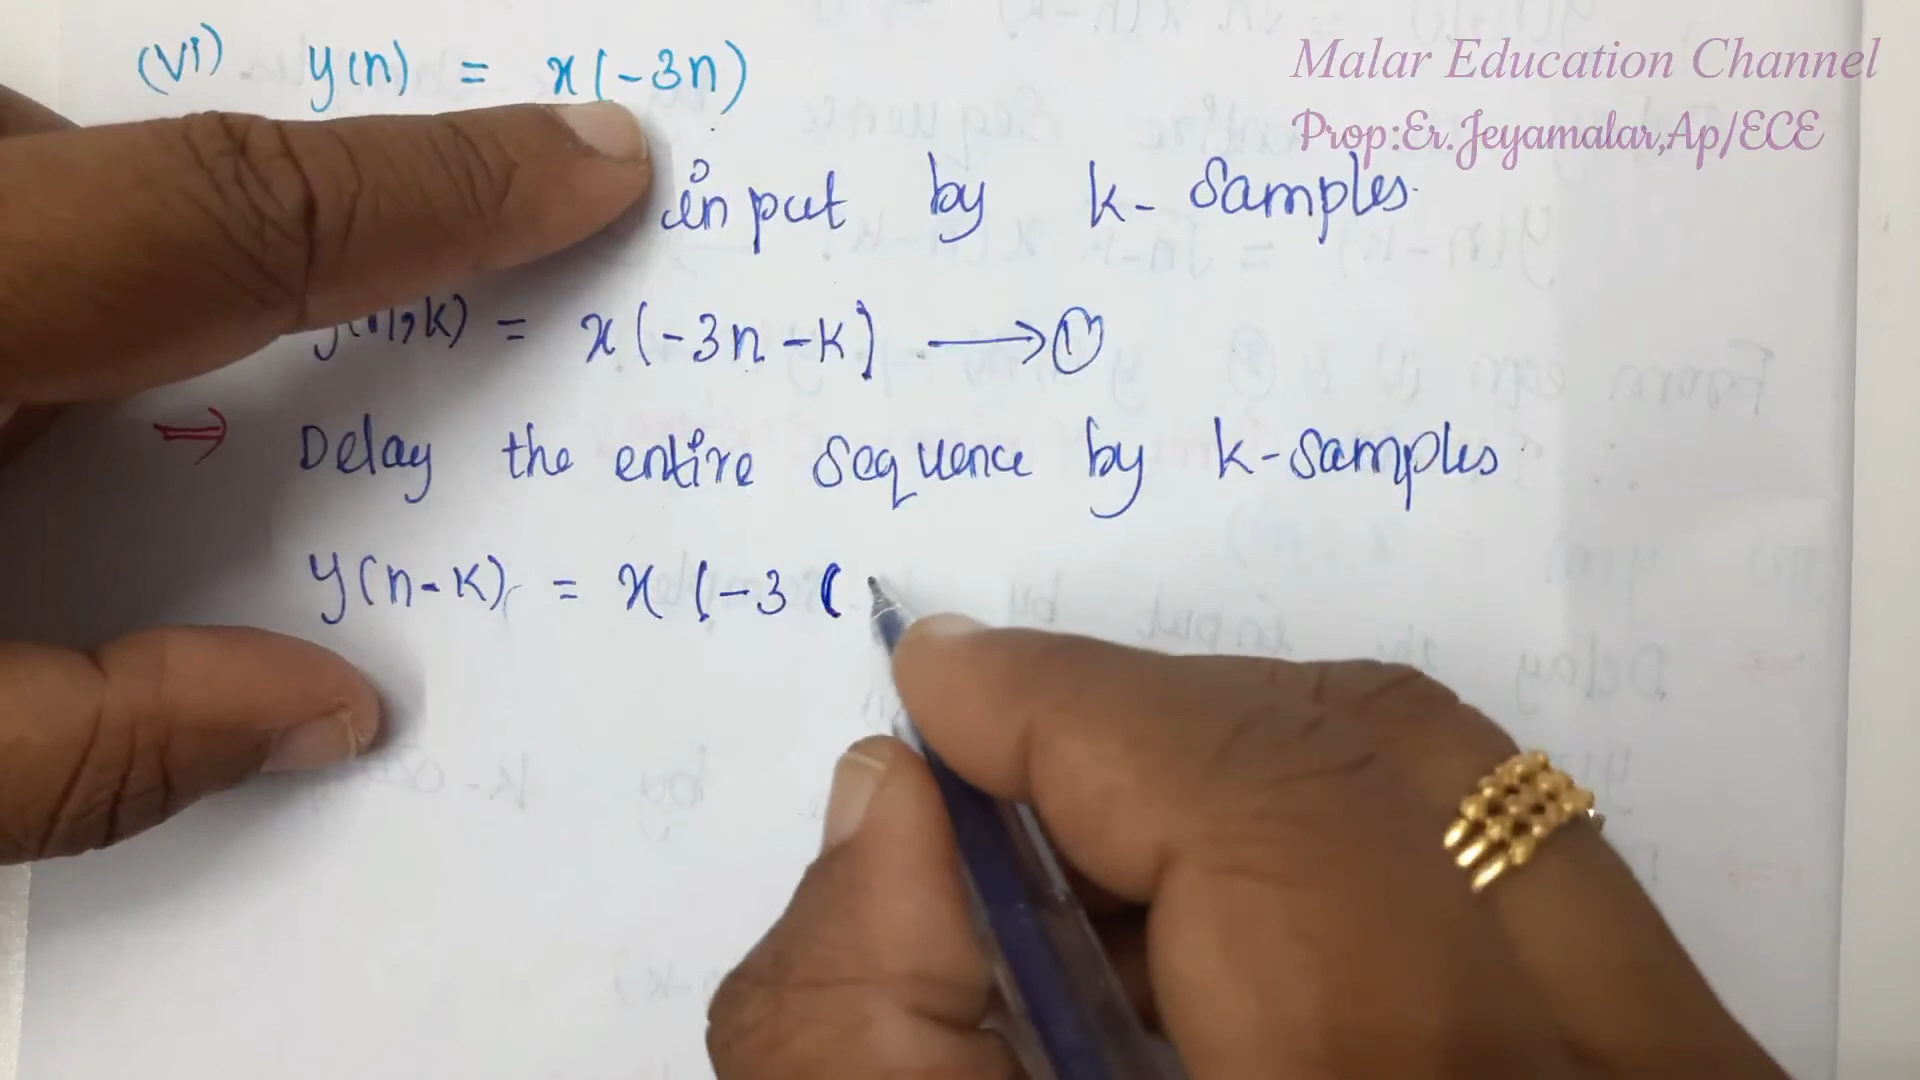 Malar Education Channel
Prop:Er.Jeyamalar,Ap/ECE
(vi) y(n) = x(-3n)
input by k- samples.
y(n,k) = x(-3n-k) ⟶ ①
⇒ Delay the entire sequence by k-samples
y(n-k) = x(-3(